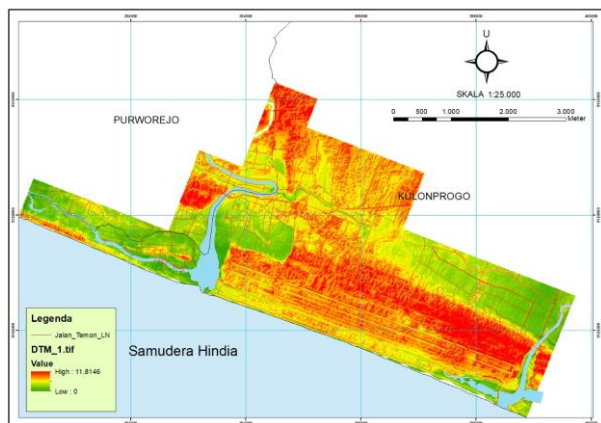 U
SKALA 1:25.000
0 500 1.000 2.000 3.000
Meter
PURWOREJO
KULONPROGO
Samudera Hindia
Legenda
Jalan_Temon_LN
DTM_1.tif
Value
High : 11,8146
Low : 0